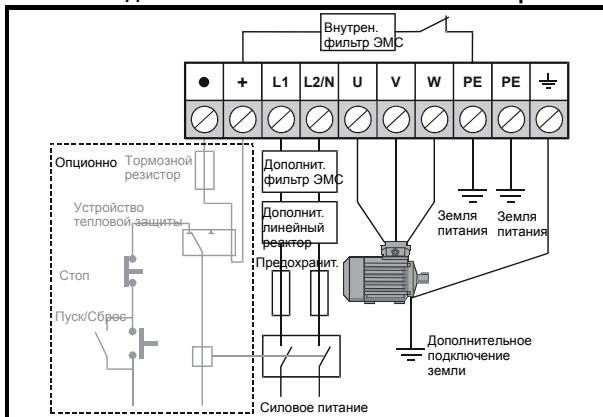 Внутрен.
фильтр ЭМС
● + L1 L2/N U V W PE PE
Опционно
Тормозной
резистор
Дополнит.
фильтр ЭМС
Устройство
тепловой защиты
Дополнит.
линейный
реактор
Земля
питания
Земля
питания
Предохранит.
Стоп
Пуск/Сброс
Дополнительное
подключение
земли
Силовое питание